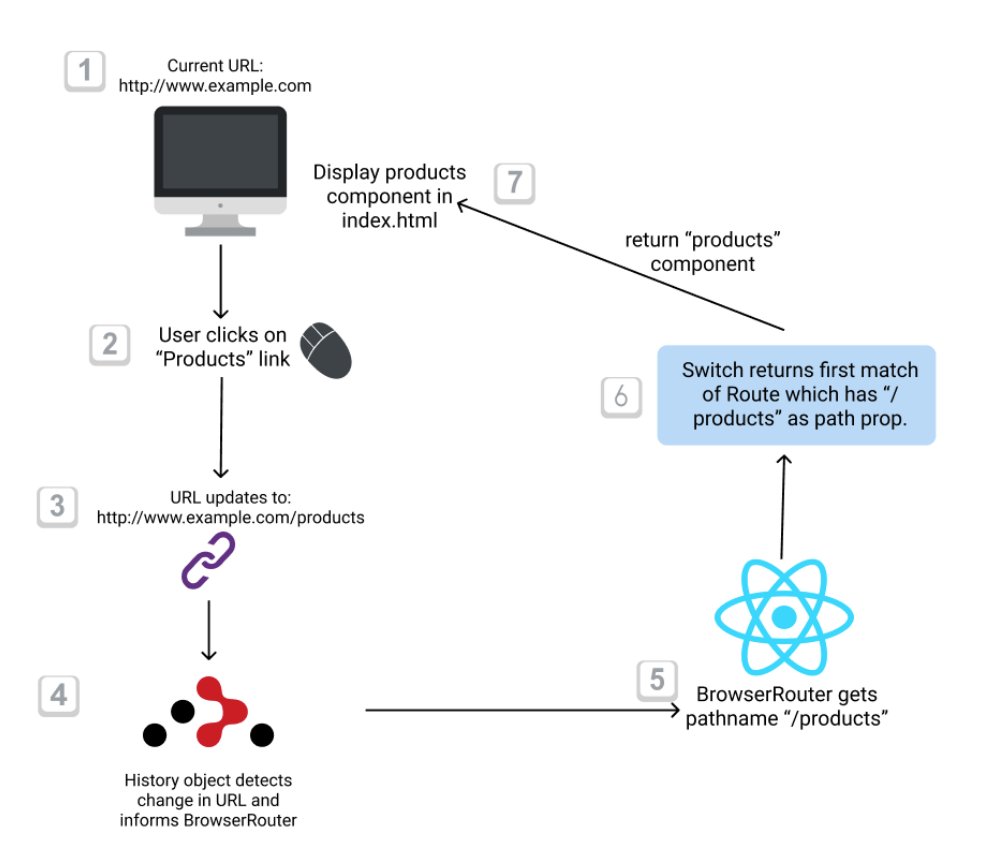 1
Current URL:
http://www.example.com
Display products
component in
index.html
7
return “products”
component
2
User clicks on
“Products” link
6
Switch returns first match
of Route which has “/
products” as path prop.
3
URL updates to:
http://www.example.com/products
4
History object detects
change in URL and
informs BrowserRouter
5
BrowserRouter gets
pathname “/products”